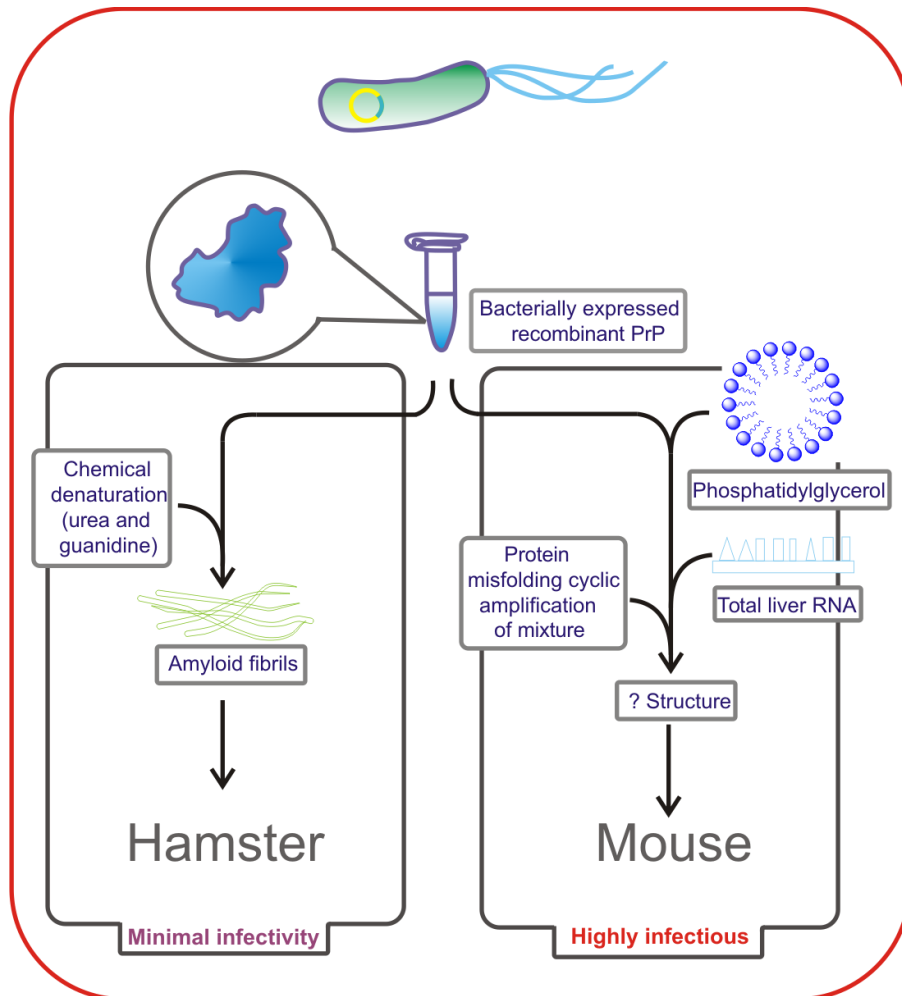 Bacterially expressed
recombinant PrP
Chemical
denaturation
(urea and
guanidine)
Amyloid fibrils
Hamster
Minimal infectivity
Phosphatidylglycerol
Protein
misfolding cyclic
amplification
of mixture
Total liver RNA
? Structure
Mouse
Highly infectious